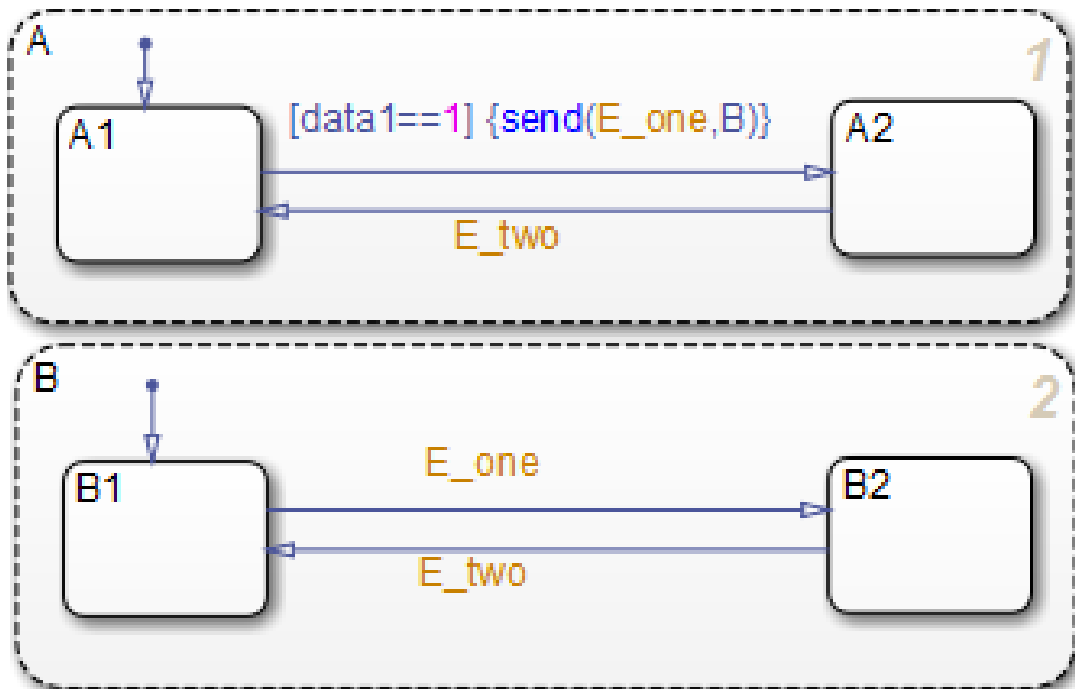 A
1
[data1==1] {send(E_one,B)}
A1
A2
E_two
B
2
E_one
B1
B2
E_two